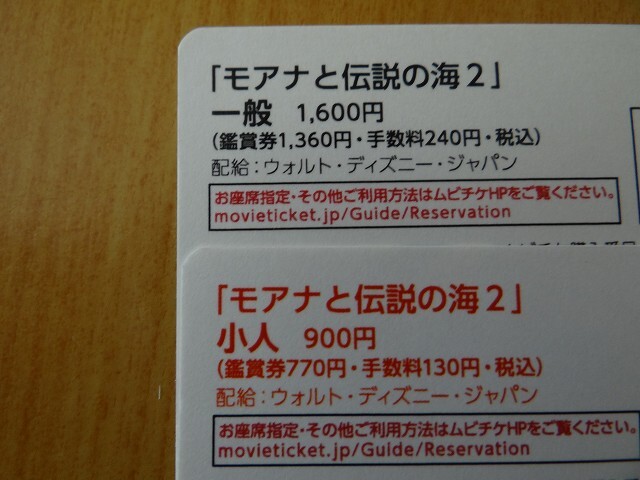 「モアナと伝説の海２」
一般 1,600円
(鑑賞券1,360円・手数料240円・税込)
配給：ウォルト・ディズニー・ジャパン
お座席指定・その他ご利用方法はムビチケHPをご覧ください。
movieticket.jp/Guide/Reservation
「モアナと伝説の海２」
小人 900円
(鑑賞券770円・手数料130円・税込)
配給：ウォルト・ディズニー・ジャパン
お座席指定・その他ご利用方法はムビチケHPをご覧ください。
movieticket.jp/Guide/Reservation